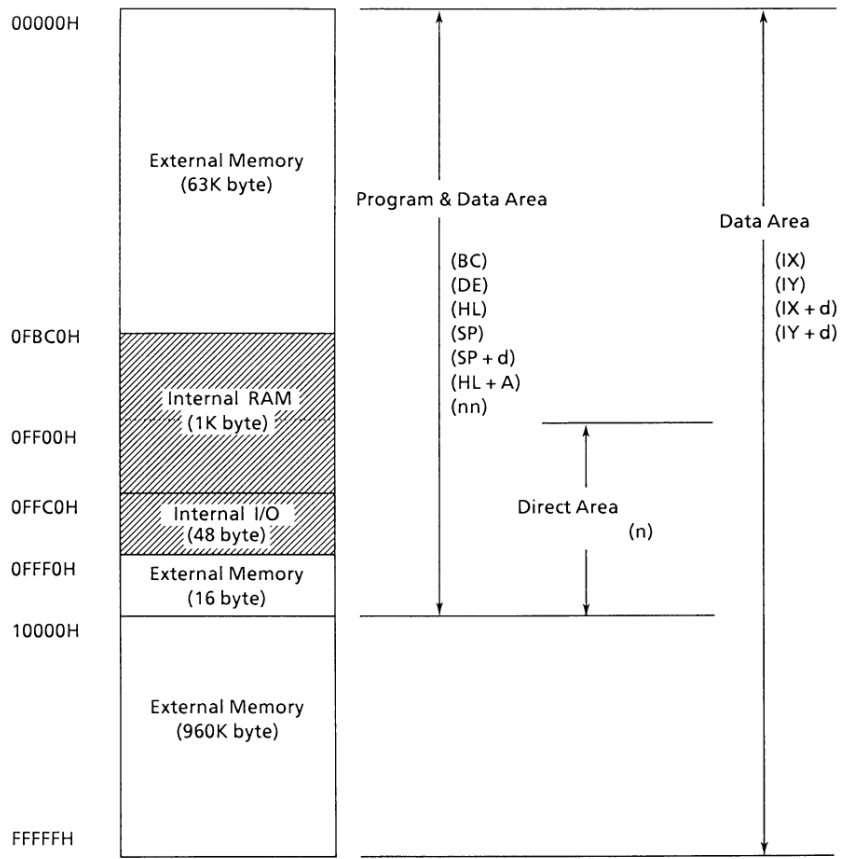 00000H
External Memory
(63K byte)
Program & Data Area
Data Area
(BC)
(DE)
(HL)
(SP)
(SP + d)
(HL + A)
(nn)
(IX)
(IY)
(IX + d)
(IY + d)
0FBC0H
Internal RAM
(1K byte)
0FF00H
0FFC0H
Internal I/O
(48 byte)
Direct Area
(n)
0FFF0H
External Memory
(16 byte)
10000H
External Memory
(960K byte)
FFFFFH